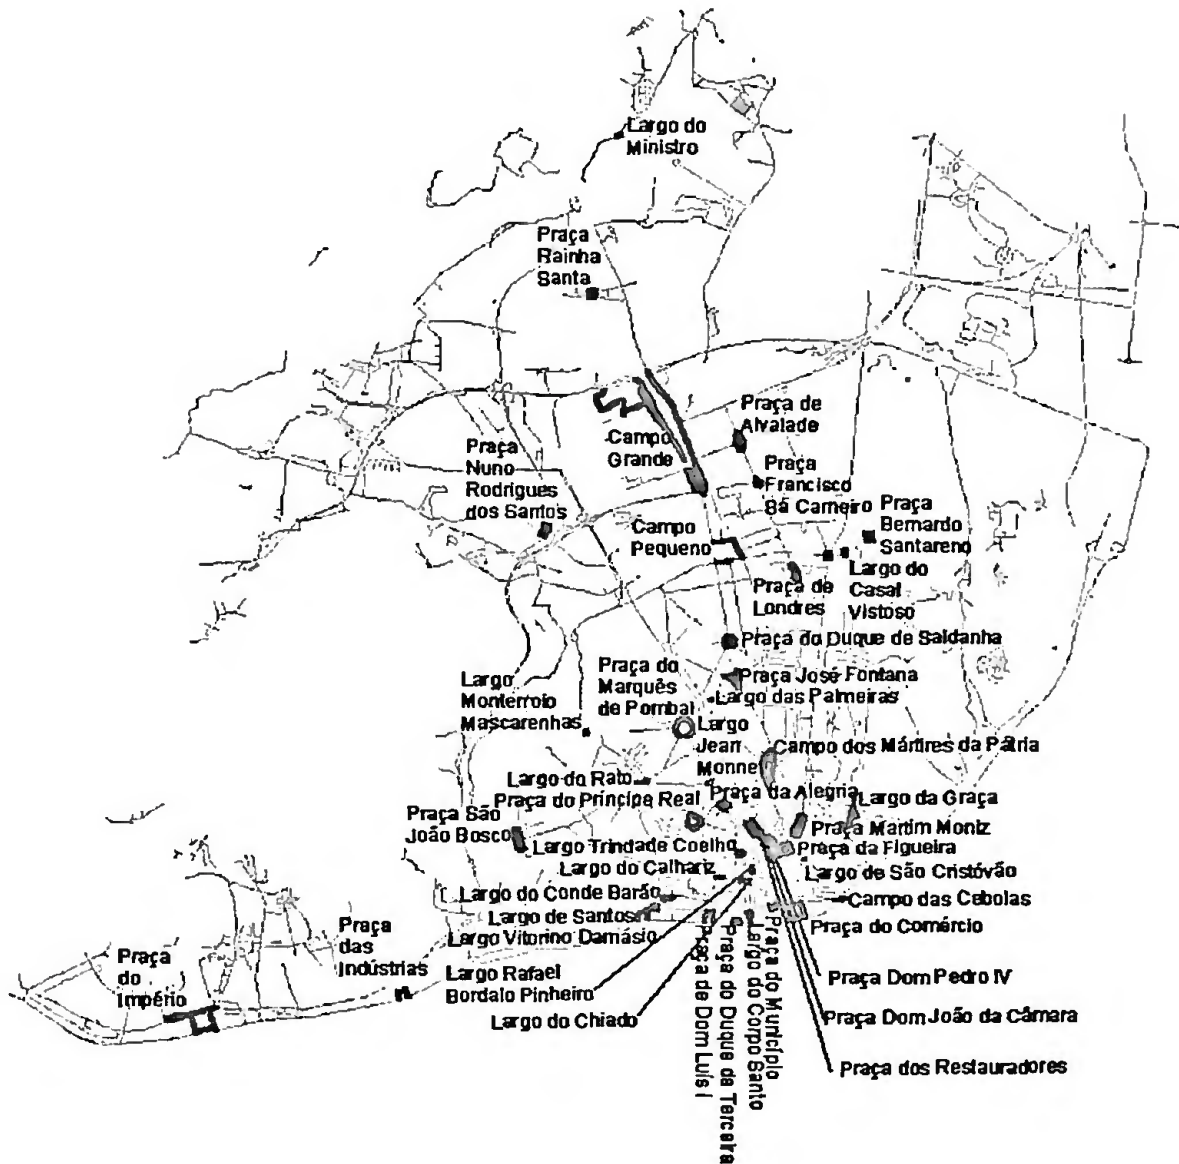 Largo do
Ministro
Praça
Rainha
Santa
Praça de
Alvalade
Campo
Grande
Praça
Nuno
Rodrigues
dos Santos
Praça
Francisco
Sá Carneiro
Praça
Bernardo
Santareno
Campo
Pequeno
Largo do
Casal
Vistoso
Praça de
Londres
Praça do Duque de Saldanha
Praça do
Marquês
de Pombal
Praça José Fontana
Largo das Palmeiras
Largo
Monterroio
Mascarenhas
Largo
Jean
Monnet
Campo dos Mártires da Pátria
Largo do Rato
Praça da Alegria
Praça do Príncipe Real
Largo da Graça
Praça São
João Bosco
Praça Martim Moniz
Largo Trindade Coelho
Praça da Figueira
Largo do Calhariz
Largo de São Cristóvão
Largo do Conde Barão
Campo das Cebolas
Largo de Santos
Praça do Comércio
Largo Vitorino Damásio
Praça
das
Indústrias
Praça
do
Império
Largo Rafael
Bordalo Pinheiro
Largo do Chiado
Praça de Dom Luís I
Praça do Duque da Terceira
Largo do Corpo Santo
Praça do Município
Praça Dom Pedro IV
Praça Dom João da Câmara
Praça dos Restauradores